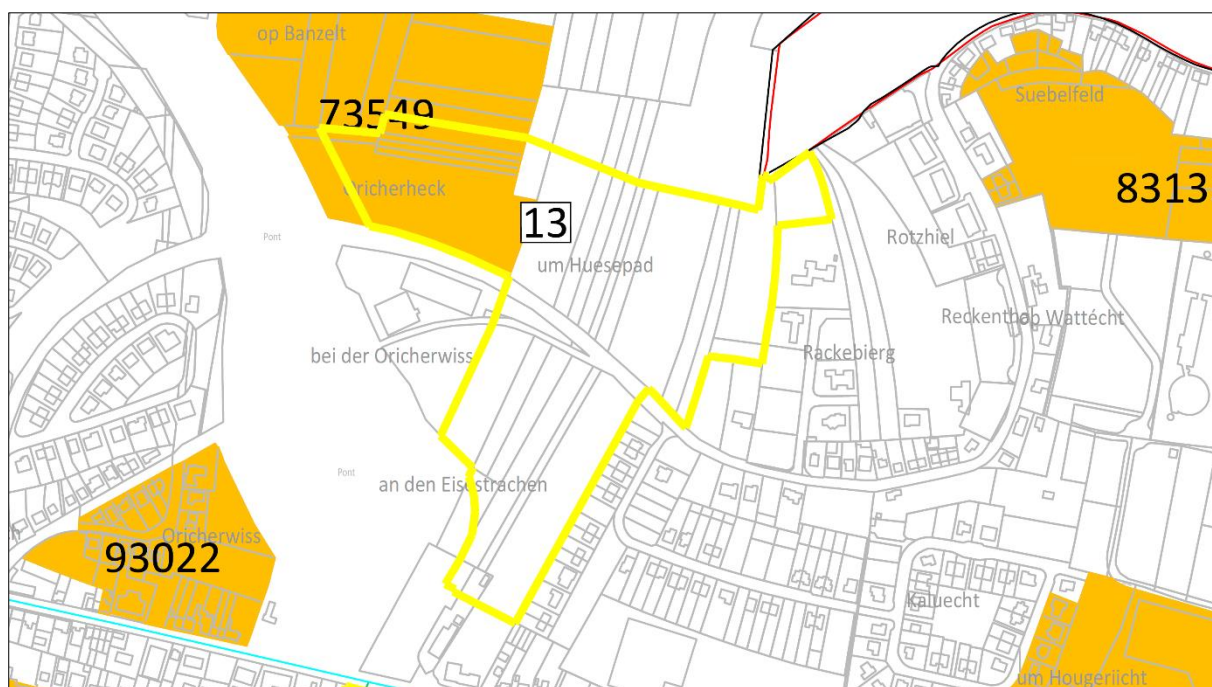 op Banzelt
73549
Suebelfeld
Oricherheck
8313
13
Rotzhiel
Pont
um Huesepad
Reckenthap Wattécht
bei der Oricherwiss
Rackebierg
Pont
an den Eisestrachen
Oricherwiss
93022
Kaluecht
um Hougeriicht